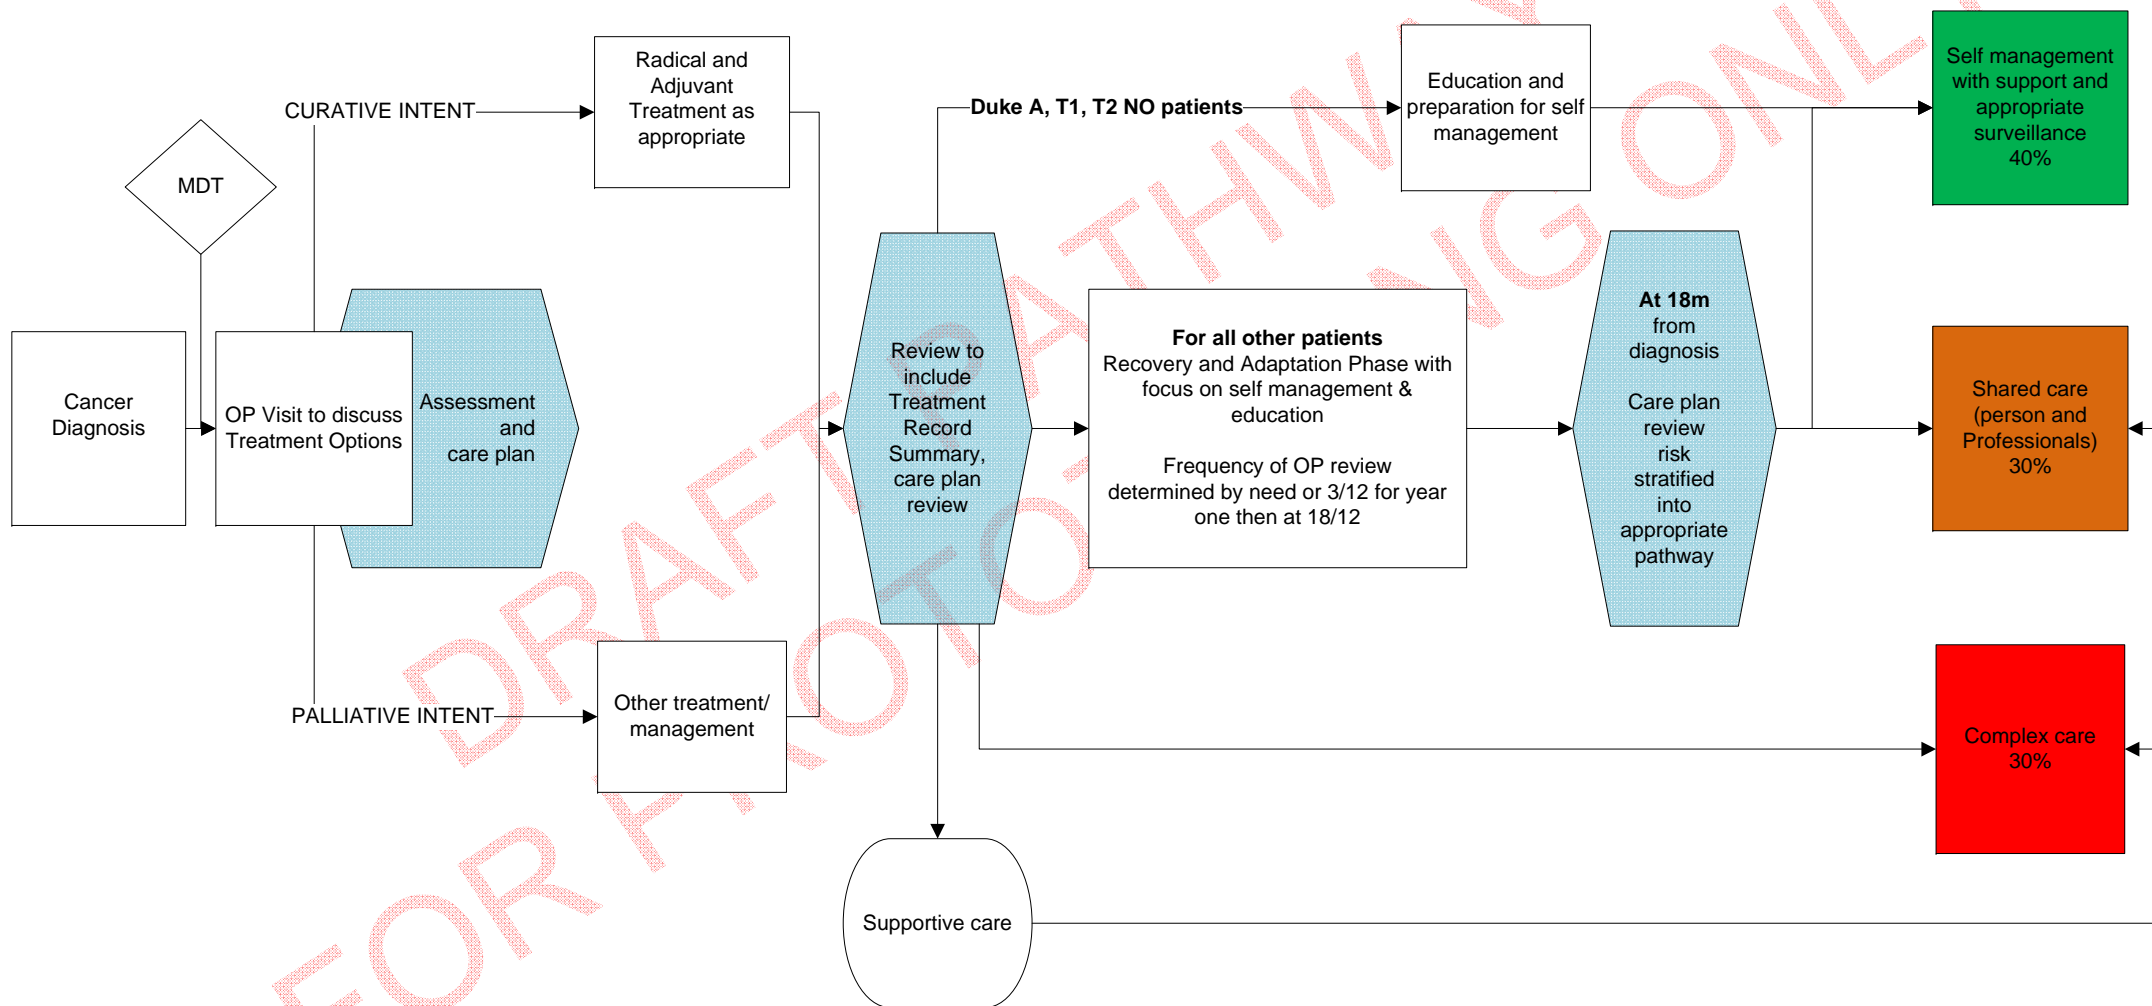 MDT
Cancer
Diagnosis
OP Visit to discuss
Treatment Options
Assessment
and
care plan
CURATIVE INTENT
Radical and
Adjuvant
Treatment as
appropriate
PALLIATIVE INTENT
Other treatment/
management
Review to
include
Treatment
Record
Summary,
care plan
review
Duke A, T1, T2 NO patients
Education and
preparation for self
management
For all other patients
Recovery and Adaptation Phase with
focus on self management &
education
Frequency of OP review
determined by need or 3/12 for year
one then at 18/12
At 18m
from
diagnosis
Care plan
review
risk
stratified
into
appropriate
pathway
Self management
with support and
appropriate
surveillance
40%
Shared care
(person and
Professionals)
30%
Complex care
30%
Supportive care
DRAFT PATHWAY
FOR
ONLY